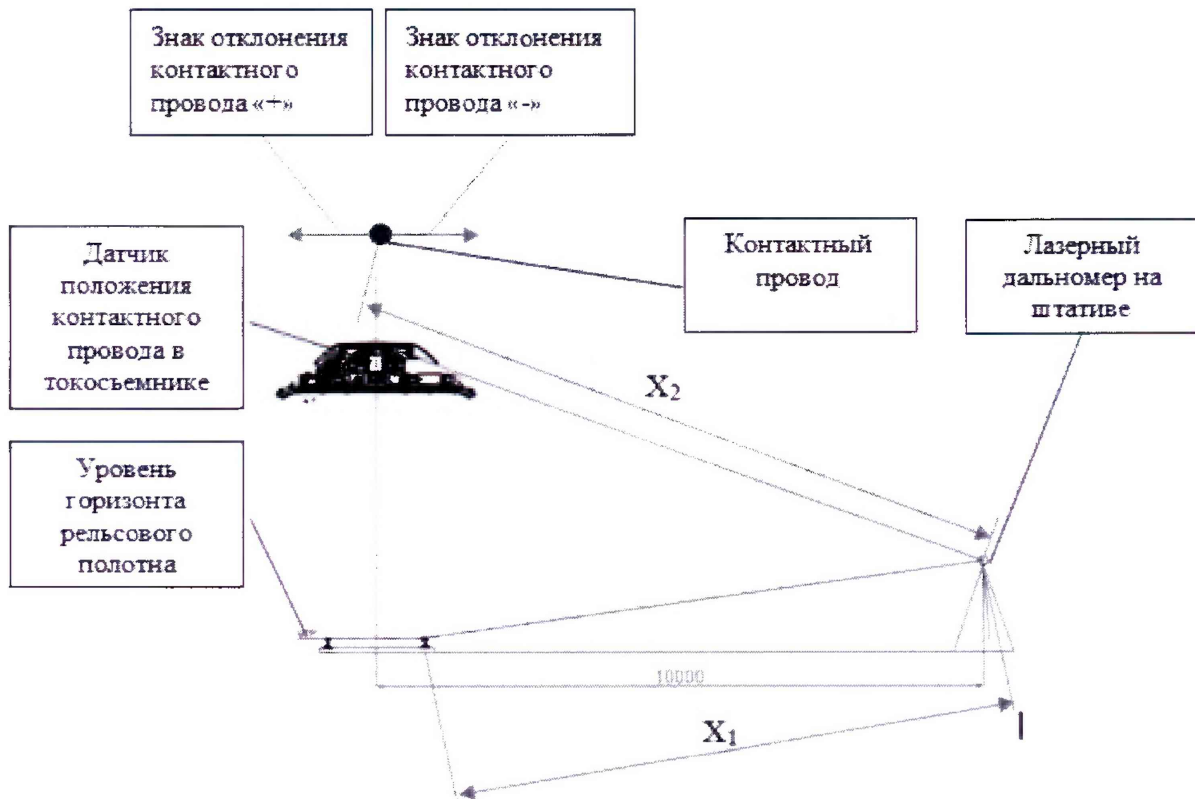 Знак отклонения
контактного
провода «+»
Знак отклонения
контактного
провода «-»
Датчик
положения
контактного
провода в
токосъемнике
Контактный
провод
Лазерный
дальномер на
штативе
X₂
Уровень
горизонта
рельсового
полотна
10000
X₁